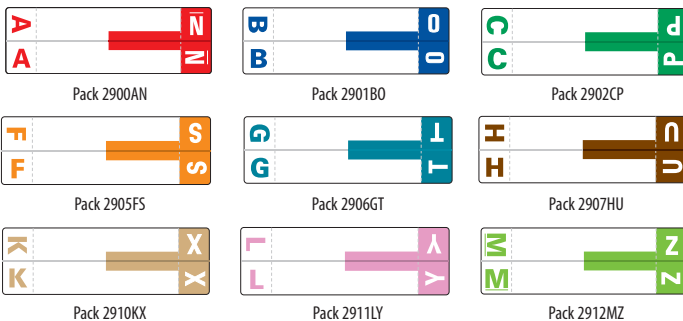 A N
A N
Pack 2900AN
B O
B O
Pack 2901BO
C P
C P
Pack 2902CP
F S
F S
Pack 2905FS
G T
G T
Pack 2906GT
H U
H U
Pack 2907HU
K X
K X
Pack 2910KX
L Y
L Y
Pack 2911LY
M Z
M Z
Pack 2912MZ